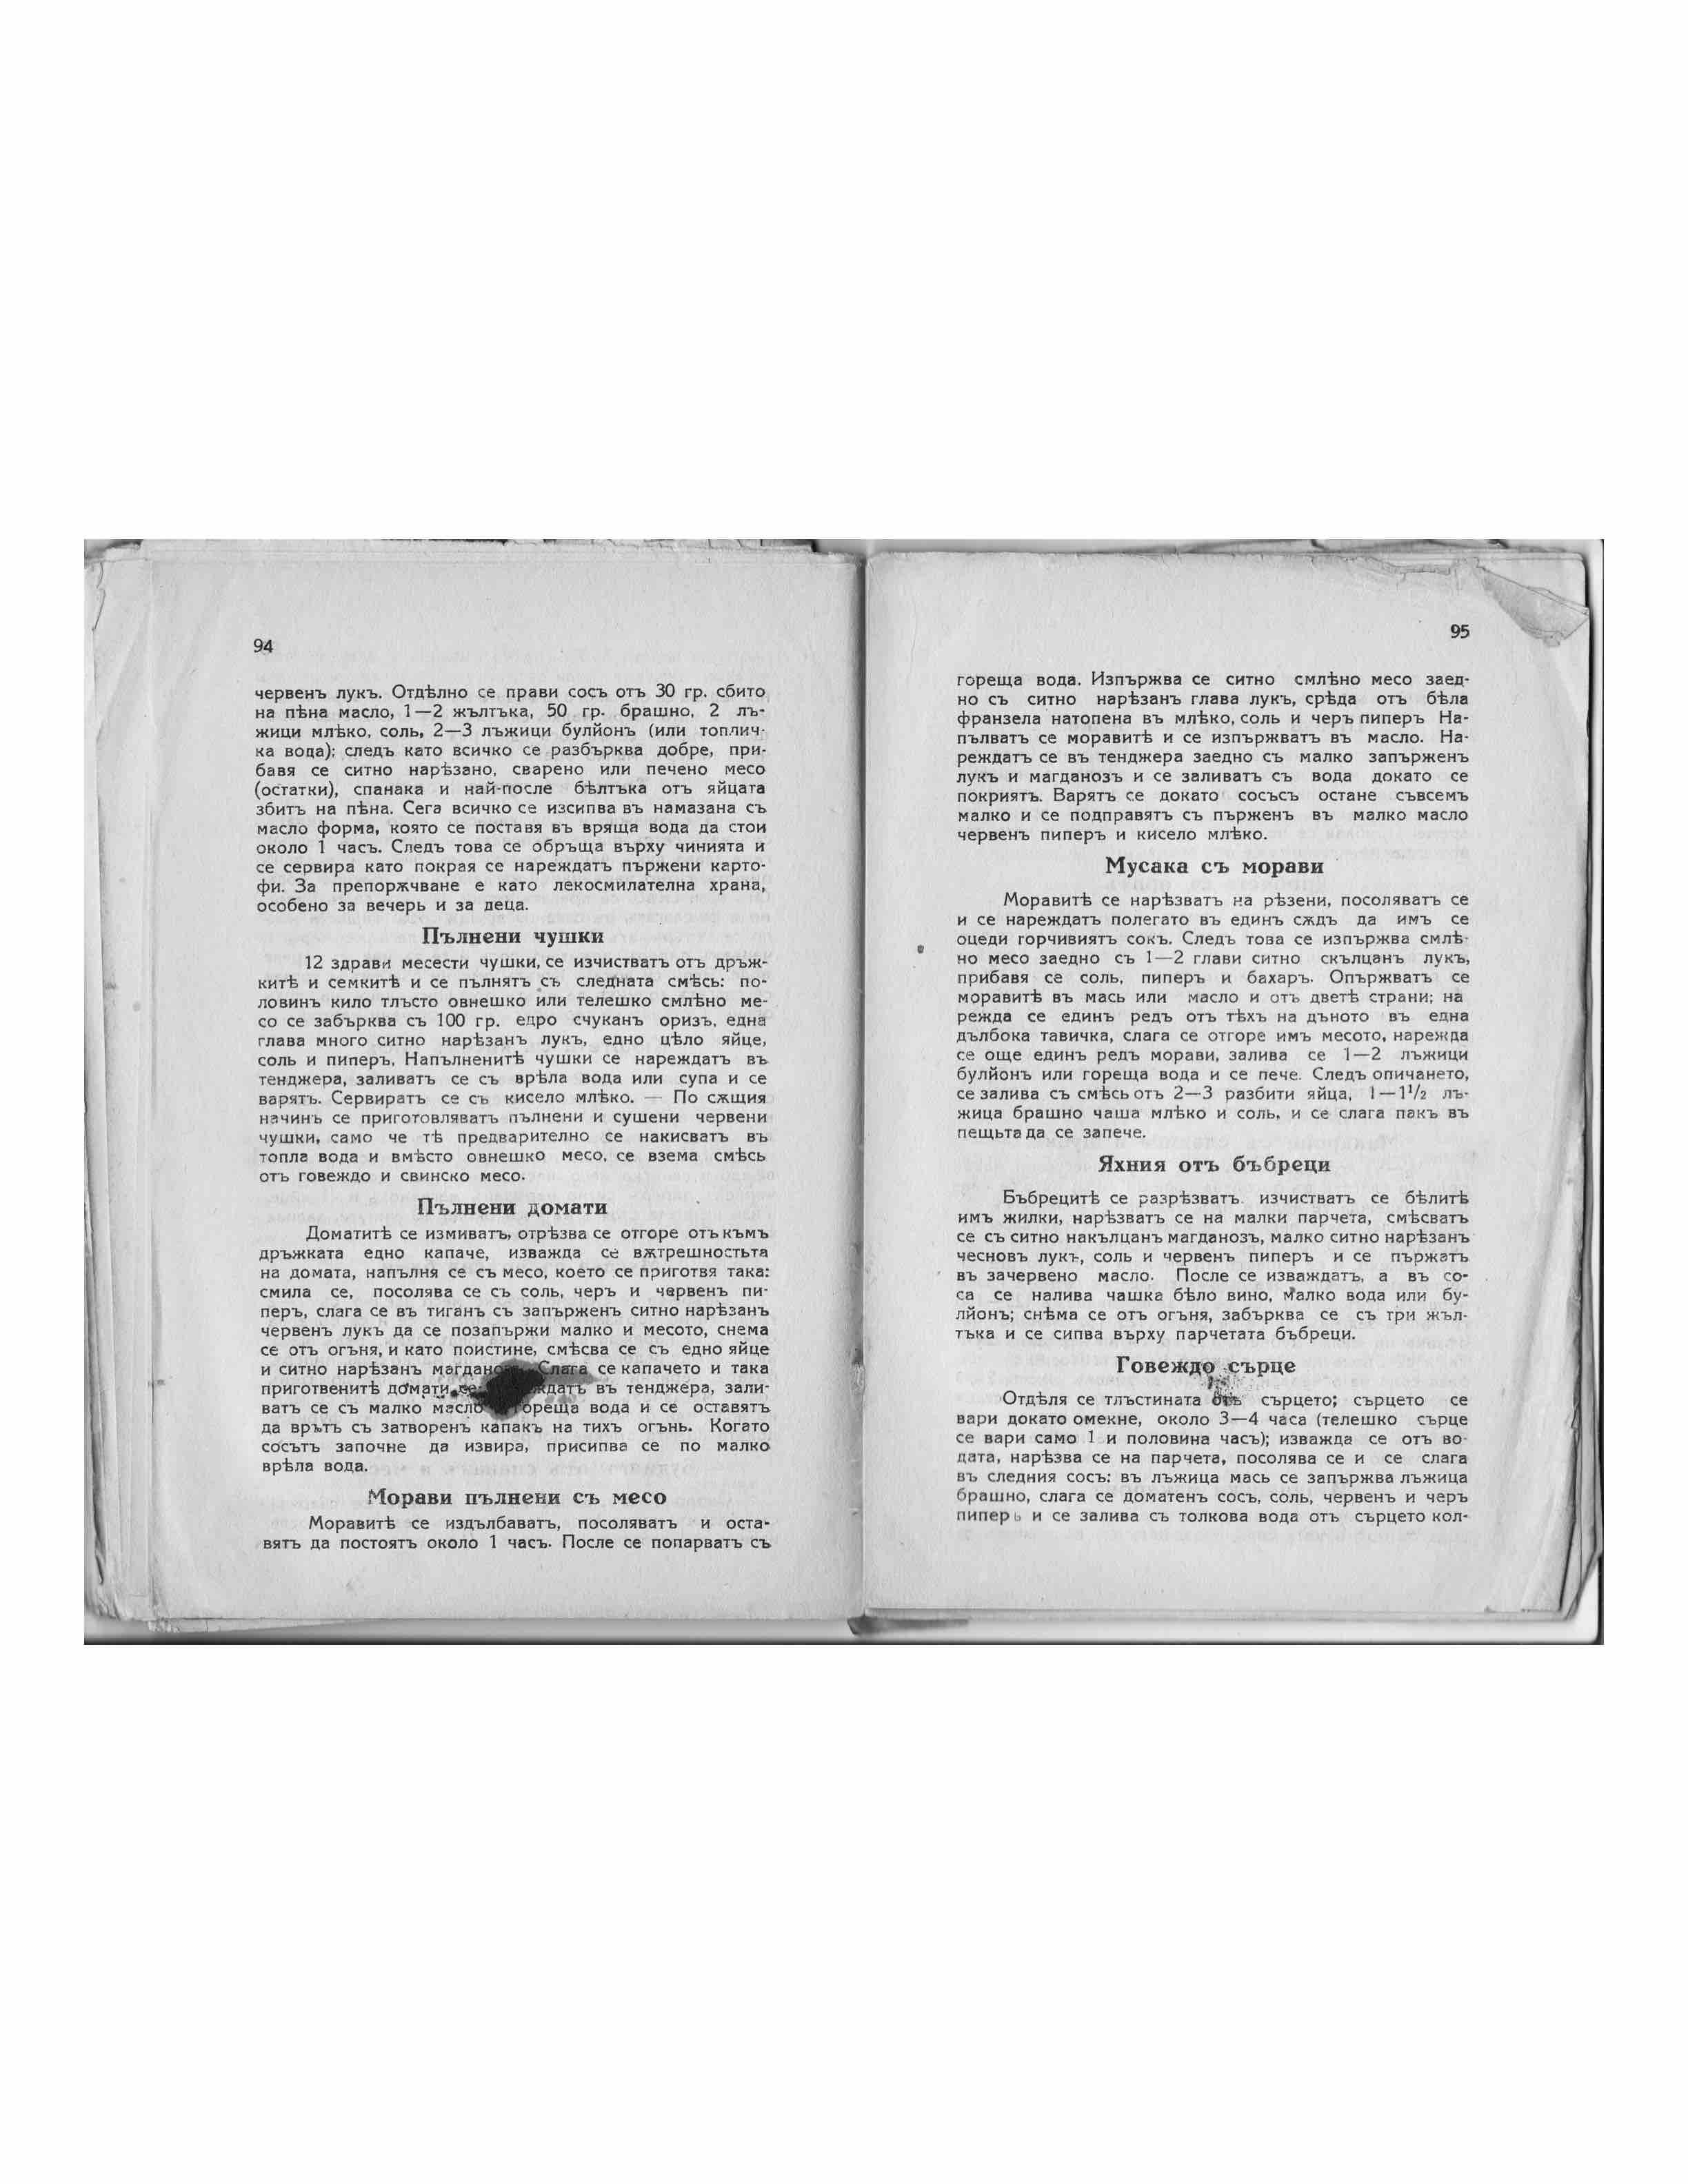 94
червенъ лукъ. Отдѣлно се прави сосъ отъ 30 гр. сбито
на пѣна масло, 1—2 жълтъка, 50 гр. брашно, 2 лъ-
жици млѣко, соль, 2—3 лъжици булйонъ (или топлич-
ка вода); следъ като всичко се разбърква добре, при-
бавя се ситно нарѣзано, сварено или печено месо
(остатки), спанака и най-после бѣлтъка отъ яйцата
збитъ на пѣна. Сега всичко се изсипва въ намазана съ
масло форма, която се поставя въ вряща вода да стои
около 1 часъ. Следъ това се обръща върху чинията и
се сервира като покрая се нареждатъ пържени карто-
фи. За препорѫчване е като лекосмилателна храна,
особено за вечерь и за деца.
Пълнени чушки
12 здрави месести чушки, се изчистватъ отъ дръж-
китѣ и семкитѣ и се пълнятъ съ следната смѣсь: по-
ловинъ кило тлъсто овнешко или телешко смлѣно ме-
со се забърква съ 100 гр. едро счуканъ оризъ, една
глава много ситно нарѣзанъ лукъ, едно цѣло яйце,
соль и пиперъ. Напълненитѣ чушки се нареждатъ въ
тенджера, заливатъ се съ врѣла вода или супа и се
варятъ. Сервиратъ се съ кисело млѣко. — По сѫщия
начинъ се приготовляватъ пълнени и сушени червени
чушки, само че тѣ предварително се накисватъ въ
топла вода и вмѣсто овнешко месо, се взема смѣсь
отъ говеждо и свинско месо.
Пълнени домати
Доматитѣ се измиватъ, отрѣзва се отгоре отъ към
дръжката едно капаче, изважда се вѫтрешностьта
на домата, напълня се съ месо, което се приготвя така:
смила се, посолява се съ соль, черъ и червенъ пи-
перъ, слага се въ тиганъ съ запърженъ ситно нарѣзанъ
червенъ лукъ да се позапържи малко и месото, снема
се отъ огъня, и като поистине, смѣсва се съ едно яйце
и ситно нарѣзанъ Слага се капачето и така
приготвенитѣ домати се въ тенджера, зали-
ватъ се съ малко масло гореща вода и се оставятъ
да врътъ съ затворенъ капакъ на тихъ огънь. Когато
сосътъ започне да извира, присипва се по малко
врѣла вода.
Морави пълнени съ месо
Моравитѣ се издълбаватъ, посоляватъ и оста-
вятъ да постоятъ около 1 часъ. После се попарватъ съ
95
гореща вода. Изпържва се ситно смлѣно месо заед-
но съ ситно нарѣзанъ глава лукъ, срѣда отъ бѣла
франзела натопена въ млѣко, соль и черъ пиперъ На-
пълватъ се моравитѣ и се изпържватъ въ масло. На-
реждатъ се въ тенджера заедно съ малко запърженъ
лукъ и магданозъ и се заливатъ съ вода докато се
покриятъ. Варятъ се докато сосъсъ остане съвсемъ
малко и се подправятъ съ пърженъ въ малко масло
червенъ пиперъ и кисело млѣко.
Мусака съ морави
Моравитѣ се нарѣзватъ на рѣзени, посоляватъ се
и се нареждатъ полегато въ единъ сѫдъ да имъ се
оцеди горчивиятъ сокъ. Следъ това се изпържва смлѣ-
но месо заедно съ 1—2 глави ситно скълцанъ лукъ,
прибавя се соль, пиперъ и бахаръ. Опържватъ се
моравитѣ въ мась или масло и отъ дветѣ страни; на
режда се единъ редъ отъ тѣхъ на дъното въ една
дълбока тавичка, слага се отгоре имъ месото, нарежда
се още единъ редъ морави, залива се 1—2 лъжици
булйонъ или гореща вода и се пече. Следъ опичането,
се залива съ смѣсь отъ 2—3 разбити яйца, 1—1½ лъ-
жица брашно чаша млѣко и соль, и се слага пакъ въ
пещьта да се запече.
Яхния отъ бъбреци
Бъбрецитѣ се разрѣзватъ. изчистватъ се бѣлитѣ
имъ жилки, нарѣзватъ се на малки парчета, смѣсватъ
се съ ситно накълцанъ магданозъ, малко ситно нарѣзанъ
чесновъ лукъ, соль и червенъ пиперъ и се пържатъ
въ зачервено масло. После се изваждатъ, а въ со-
са се налива чашка бѣло вино, малко вода или бу-
лйонъ; снѣма се отъ огъня, забърква се съ три жъл-
тъка и се сипва върху парчетата бъбреци.
Говеждо сърце
Отдѣля се тлъстината отъ сърцето; сърцето се
вари докато омекне, около 3—4 часа (телешко сърце
се вари само 1 и половина часъ); изважда се отъ во-
дата, нарѣзва се на парчета, посолява се и се слага
въ следния сосъ: въ лъжица мась се запържва лъжица
брашно, слага се доматенъ сосъ, соль, червенъ и черъ
пиперъ и се залива съ толкова вода отъ сърцето кол-